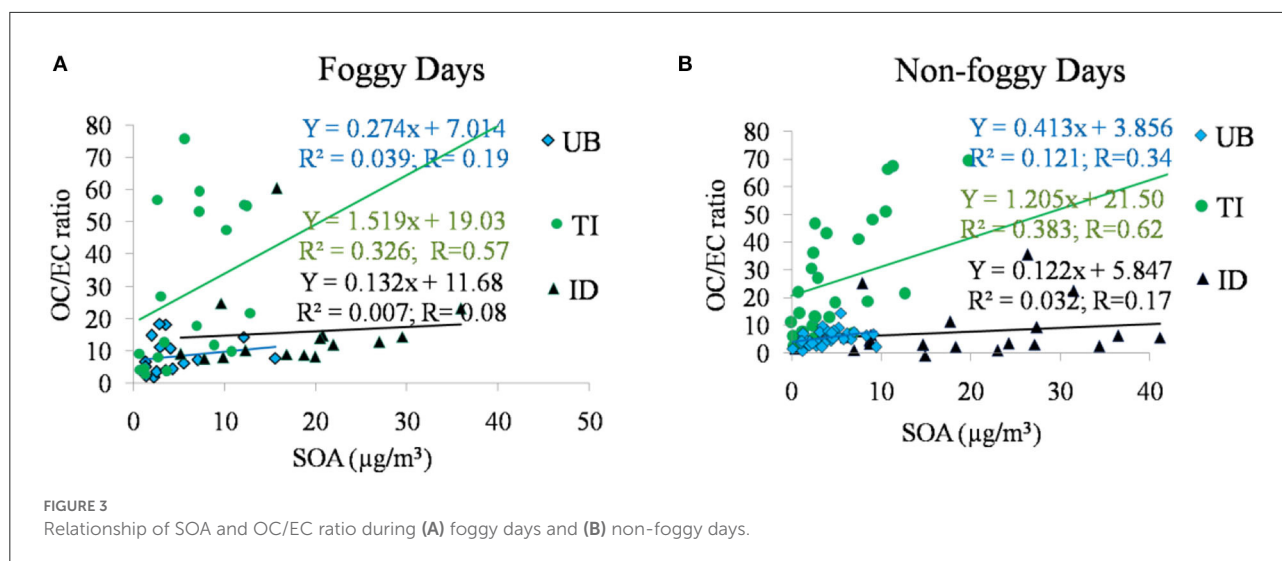 A
Foggy Days
Y = 0.274x + 7.014
R² = 0.039; R= 0.19
Y = 1.519x + 19.03
R² = 0.326; R=0.57
Y = 0.132x + 11.68
R² = 0.007; R= 0.08
UB
TI
ID
80
70
60
50
40
30
20
10
0
OC/EC ratio
0 10 20 30 40 50
SOA (µg/m³)
B
Non-foggy Days
Y = 0.413x + 3.856
R² = 0.121; R=0.34
Y = 1.205x + 21.50
R² = 0.383; R=0.62
Y = 0.122x + 5.847
R² = 0.032; R=0.17
UB
TI
ID
80
70
60
50
40
30
20
10
0
OC/EC ratio
0 10 20 30 40
SOA (µg/m³)
FIGURE 3
Relationship of SOA and OC/EC ratio during (A) foggy days and (B) non-foggy days.